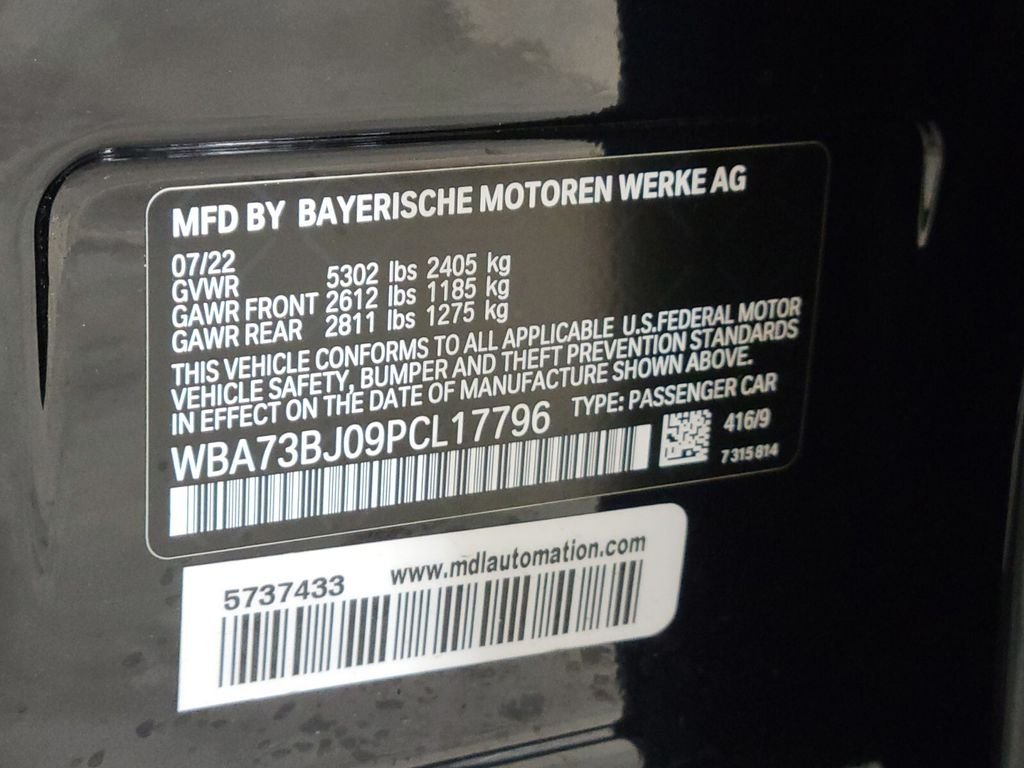 MFD BY BAYERISCHE MOTOREN WERKE AG
07/22
GVWR 5302 lbs 2405 kg
GAWR FRONT 2612 lbs 1185 kg
GAWR REAR 2811 lbs 1275 kg
THIS VEHICLE CONFORMS TO ALL APPLICABLE U.S.FEDERAL MOTOR
VEHICLE SAFETY, BUMPER AND THEFT PREVENTION STANDARDS
IN EFFECT ON THE DATE OF MANUFACTURE SHOWN ABOVE.
WBA73BJ09PCL17796 TYPE: PASSENGER CAR
416/9
7315814
5737433 www.mdlautomation.com